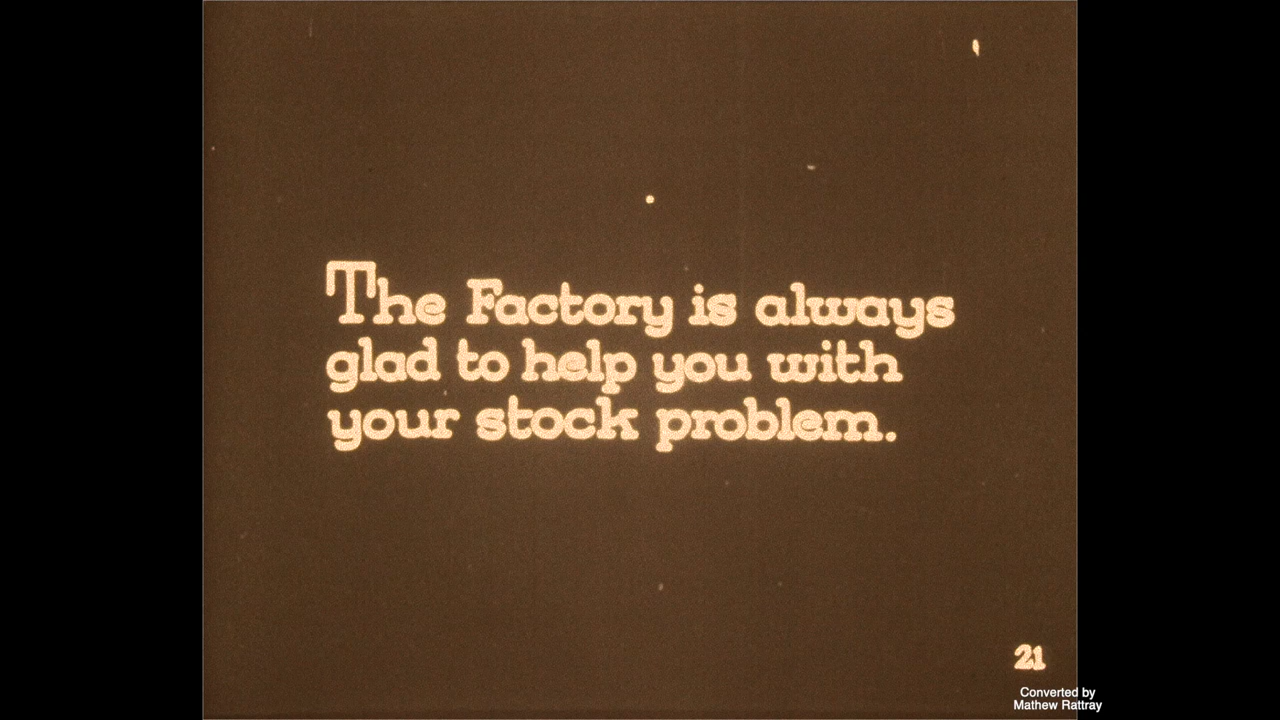 The Factory is always
glad to help you with
your stock problem.
21
Converted by
Mathew Rattray